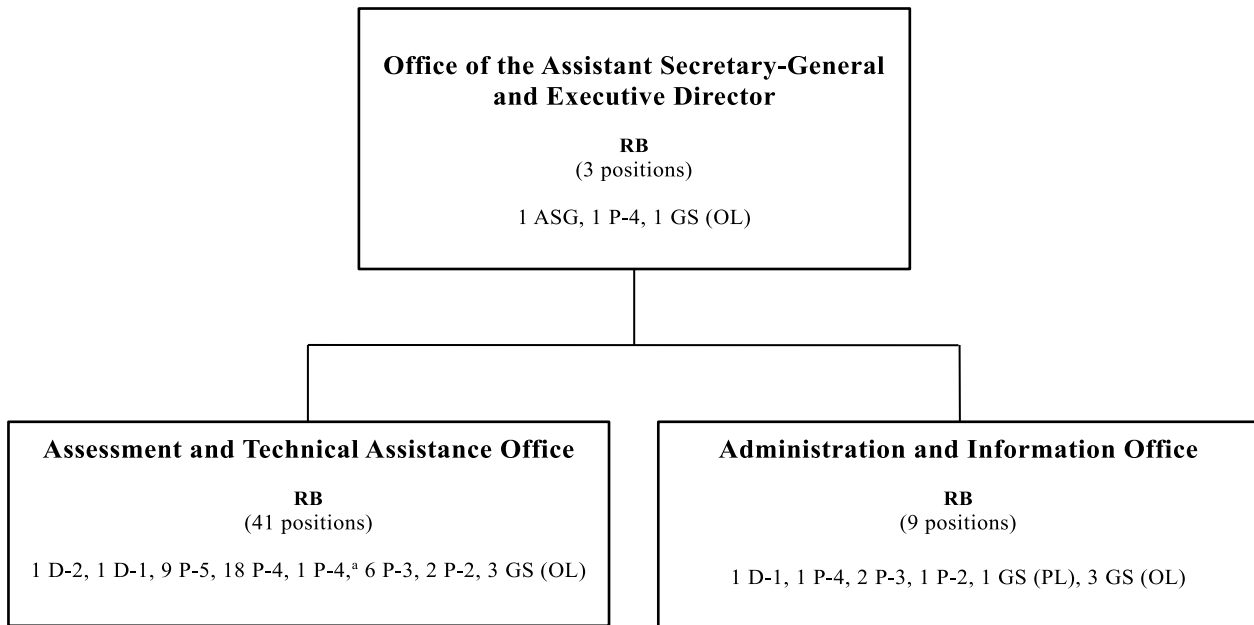 Office of the Assistant Secretary-General
and Executive Director
RB
(3 positions)
1 ASG, 1 P-4, 1 GS (OL)
Assessment and Technical Assistance Office
RB
(41 positions)
1 D-2, 1 D-1, 9 P-5, 18 P-4, 1 P-4,ᵃ 6 P-3, 2 P-2, 3 GS (OL)
Administration and Information Office
RB
(9 positions)
1 D-1, 1 P-4, 2 P-3, 1 P-2, 1 GS (PL), 3 GS (OL)